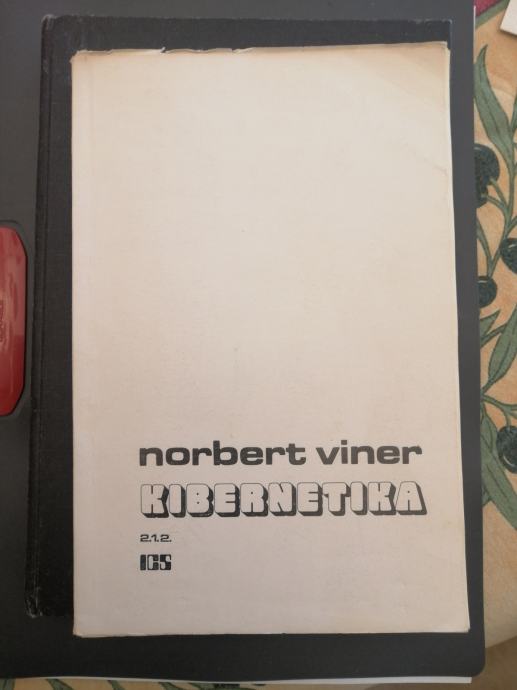 norbert viner
KIBERNETIKA
2.1.2.
ICS